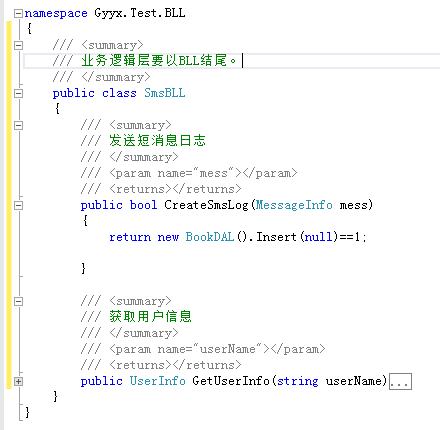 namespace Gyyx.Test.BLL
{
/// <summary>
/// 业务逻辑层要以BLL结尾。
/// </summary>
public class SmsBLL
{
/// <summary>
/// 发送短消息日志
/// </summary>
/// <param name="mess"></param>
/// <returns></returns>
public bool CreateSmsLog(MessageInfo mess)
{
return new BookDAL().Insert(null)==1;
}
/// <summary>
/// 获取用户信息
/// </summary>
/// <param name="userName"></param>
/// <returns></returns>
public UserInfo GetUserInfo(string userName)...
}
}